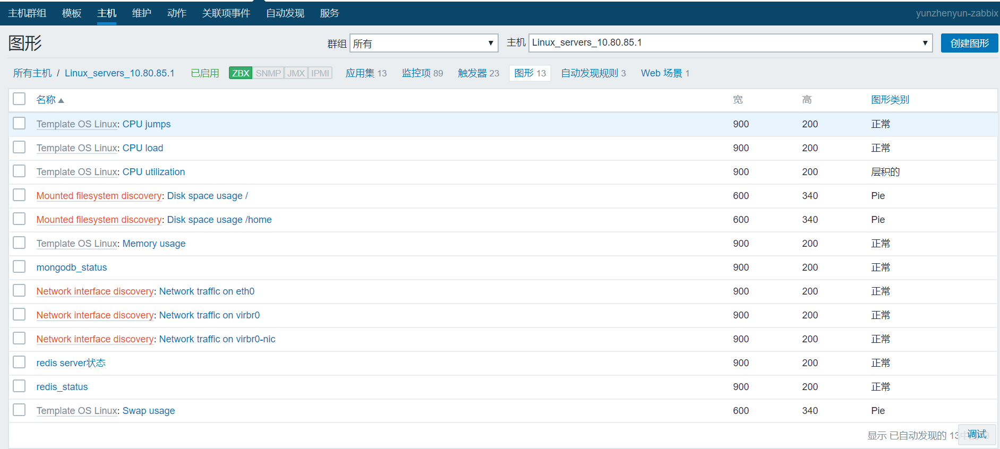 主机群组 模板 主机 维护 动作 关联项事件 自动发现 服务 yunzhenyun-zabbix
图形 群组 所有 ▼ 主机 Linux_servers_10.80.85.1 ▼ 创建图形
所有主机 / Linux_servers_10.80.85.1 已启用 ZBX SNMP JMX IPMI 应用集 13 监控项 89 触发器 23 图形 13 自动发现规则 3 Web 场景 1
名称 ▲ 宽 高 图形类别
Template OS Linux: CPU jumps 900 200 正常
Template OS Linux: CPU load 900 200 正常
Template OS Linux: CPU utilization 900 200 层积的
Mounted filesystem discovery: Disk space usage / 600 340 Pie
Mounted filesystem discovery: Disk space usage /home 600 340 Pie
Template OS Linux: Memory usage 900 200 正常
mongodb_status 900 200 正常
Network interface discovery: Network traffic on eth0 900 200 正常
Network interface discovery: Network traffic on virbr0 900 200 正常
Network interface discovery: Network traffic on virbr0-nic 900 200 正常
redis server状态 900 200 正常
redis_status 900 200 正常
Template OS Linux: Swap usage 600 340 Pie
显示 已自动发现的 13中 调试